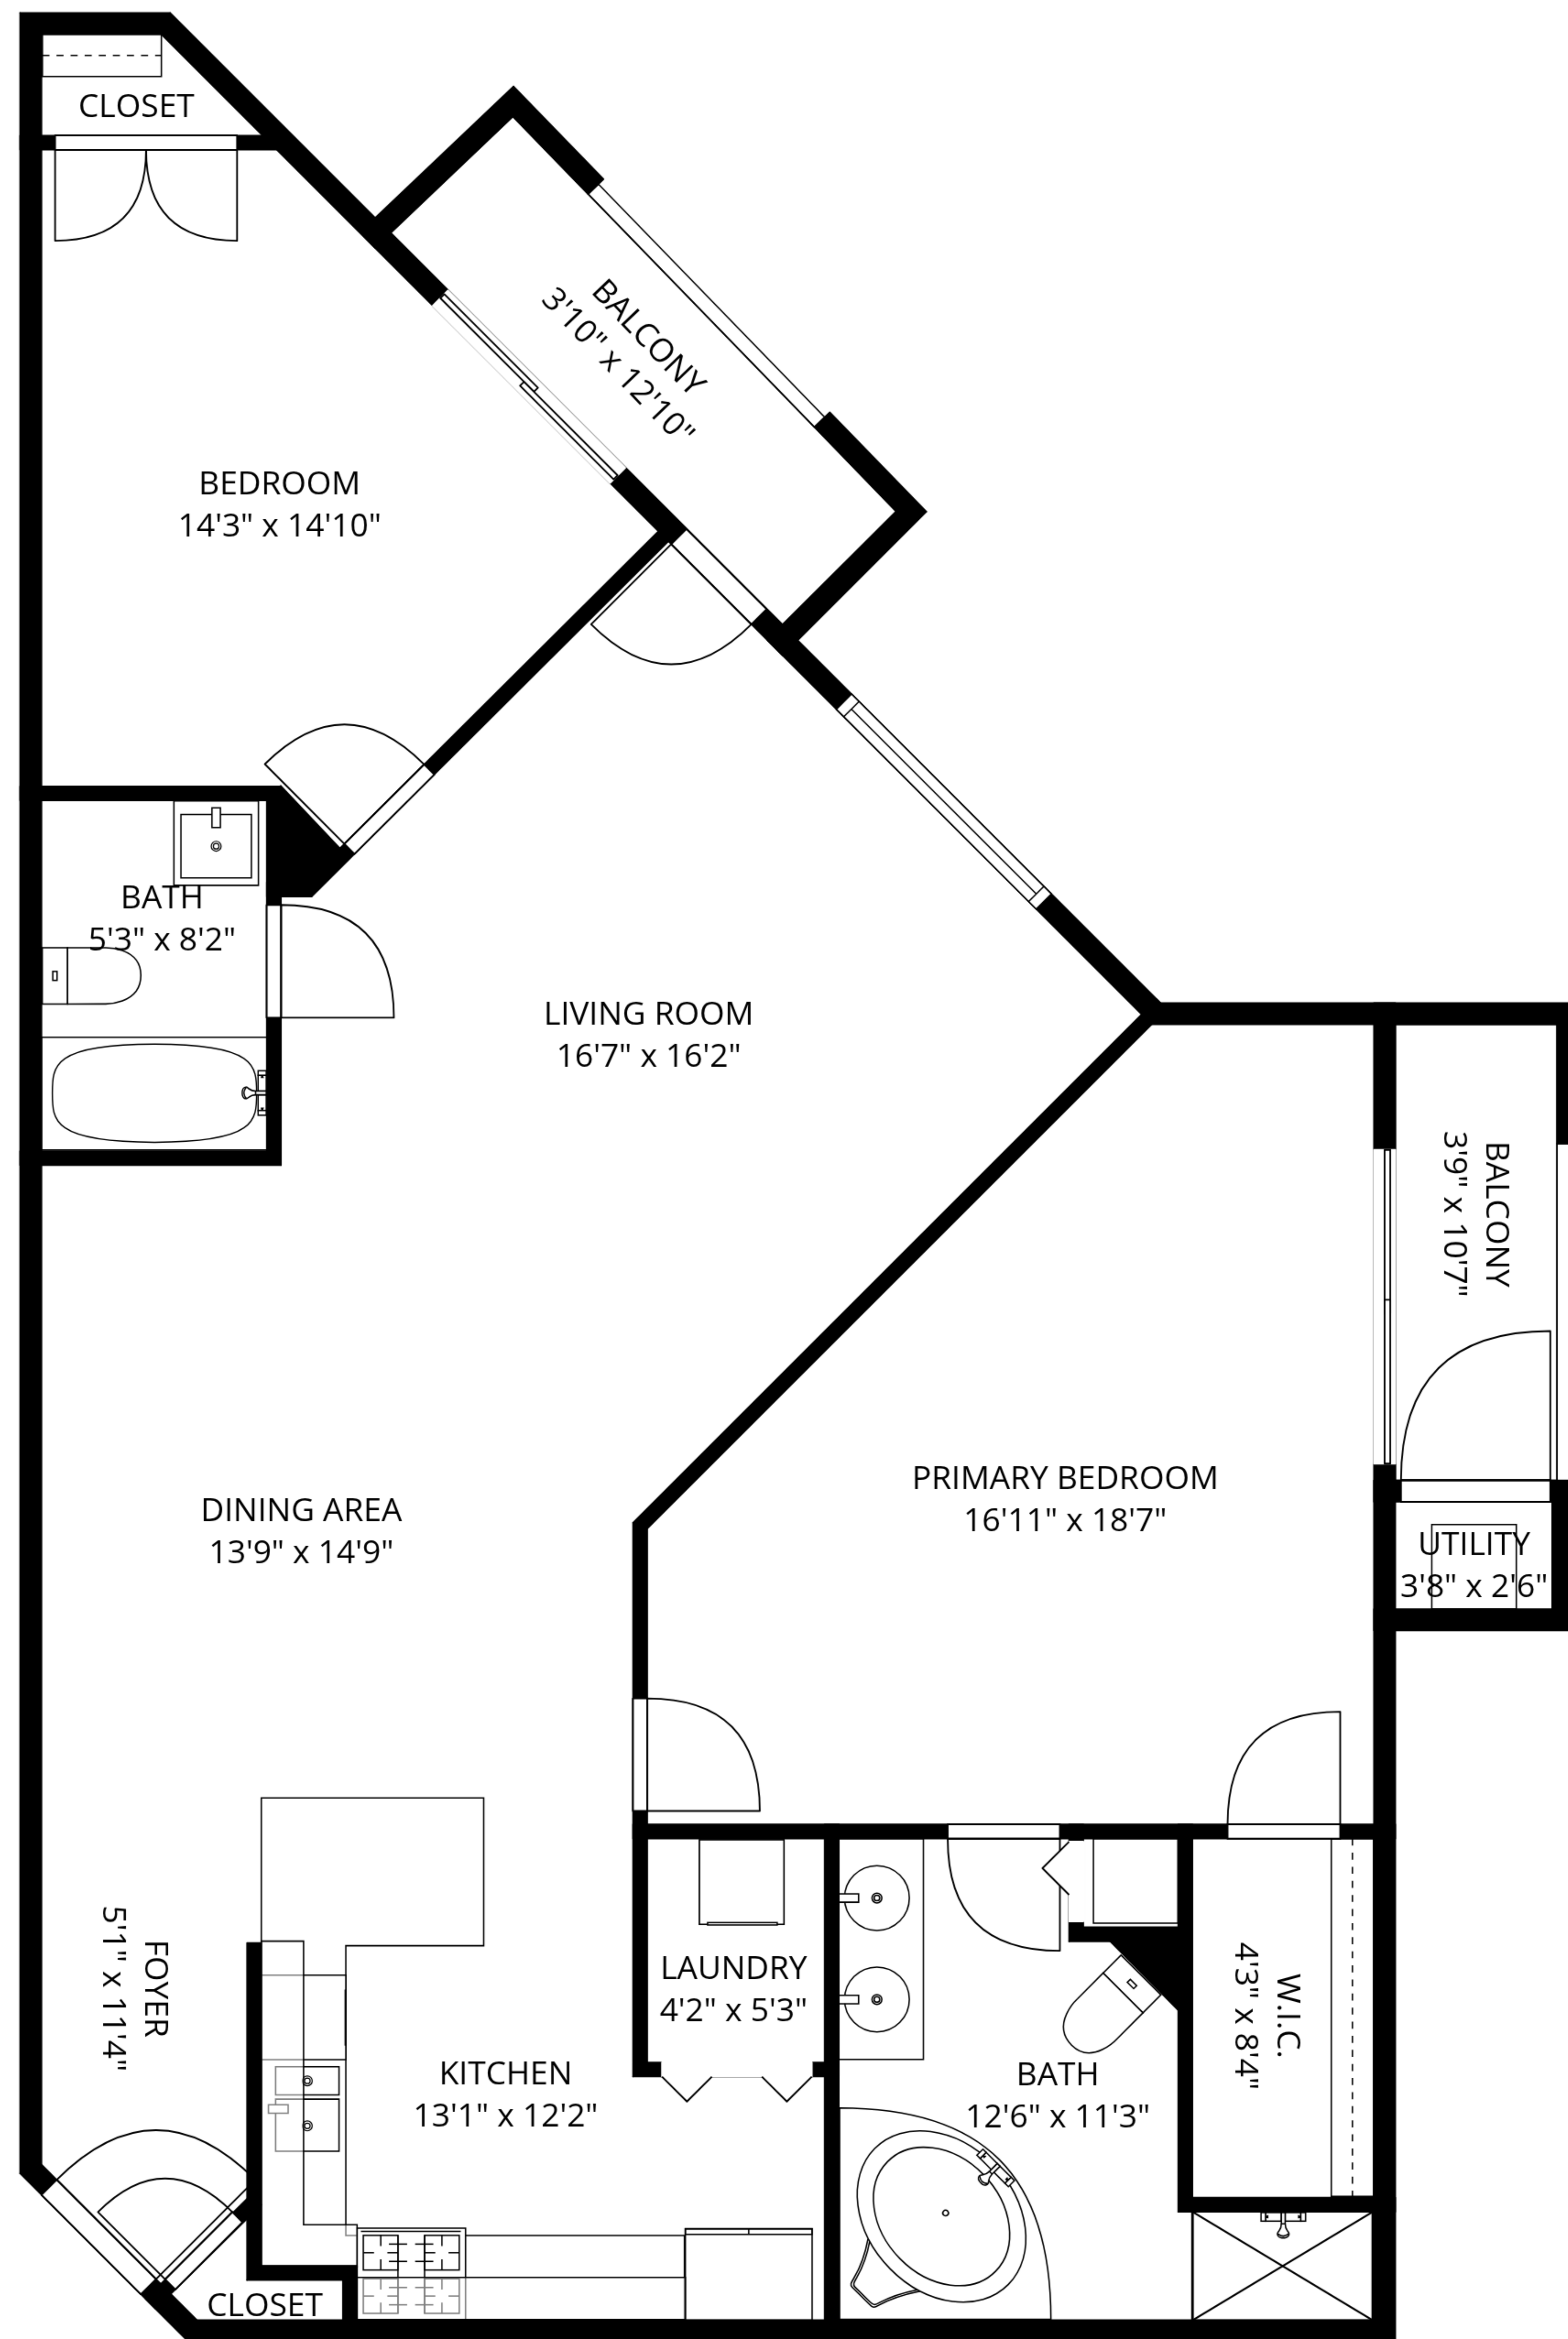 CLOSET
BALCONY
3'10" x 12'10"
BEDROOM
14'3" x 14'10"
BATH
5'3" x 8'2"
LIVING ROOM
16'7" x 16'2"
BALCONY
3'9" x 10'7"
PRIMARY BEDROOM
16'11" x 18'7"
DINING AREA
13'9" x 14'9"
UTILITY
3'8" x 2'6"
FOYER
5'1" x 11'4"
LAUNDRY
4'2" x 5'3"
W.I.C.
4'3" x 8'4"
KITCHEN
13'1" x 12'2"
BATH
12'6" x 11'3"
CLOSET